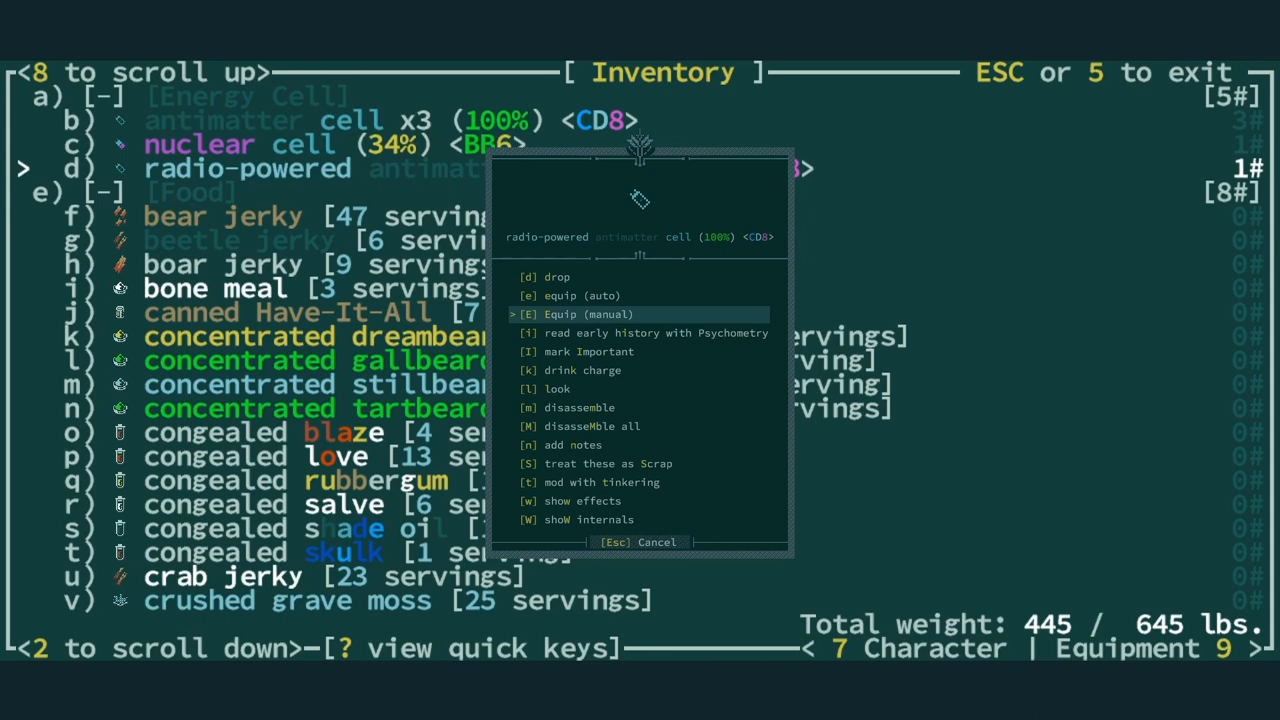 <8 to scroll up> [ Inventory ] ESC or 5 to exit
a) [-] [Energy Cell] [5#]
b) antimatter cell x3 (100%) <CD8> 3#
c) nuclear cell (34%) <BB6> 1#
> d) radio-powered antimat 8> 1#
e) [-] [Food] [8#]
f) bear jerky [47 serving 0#
g) beetle jerky [6 servin 0#
h) boar jerky [9 servings 0#
i) bone meal [3 servings] 0#
j) canned Have-It-All [7 0#
k) concentrated dreambear rvings] 0#
l) concentrated gallbeard rving] 0#
m) concentrated stillbear rving] 0#
n) concentrated tartbeard rvings] 0#
o) congealed blaze [4 ser 0#
p) congealed love [13 se 0#
q) congealed rubbergum [ 0#
r) congealed salve [6 se 0#
s) congealed shade oil [ 0#
t) congealed skulk [1 serving] 0#
u) crab jerky [23 servings] 0#
v) crushed grave moss [25 servings] 0#
Total weight: 445 / 645 lbs.
<2 to scroll down> [? view quick keys] < 7 Character | Equipment 9 >
radio-powered antimatter cell (100%) <CD8>
[d] drop
[e] equip (auto)
> [E] Equip (manual)
[i] read early history with Psychometry
[I] mark Important
[k] drink charge
[l] look
[m] disassemble
[M] disasseMble all
[n] add notes
[S] treat these as Scrap
[t] mod with tinkering
[w] show effects
[W] shoW internals
[Esc] Cancel